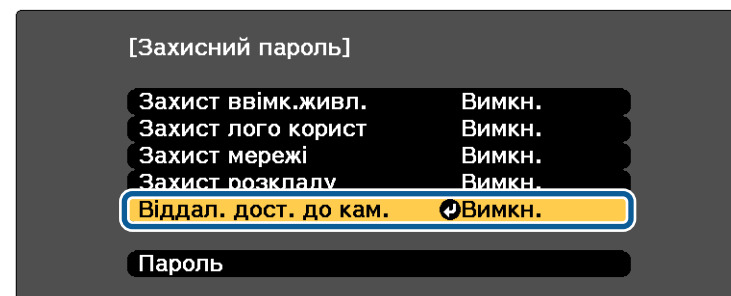 [Захисний пароль]
Захист ввімк.живл. Вимкн.
Захист лого корист Вимкн.
Захист мережі Вимкн.
Захист розкладу Вимкн.
Віддал. дост. до кам. Вимкн.
Пароль